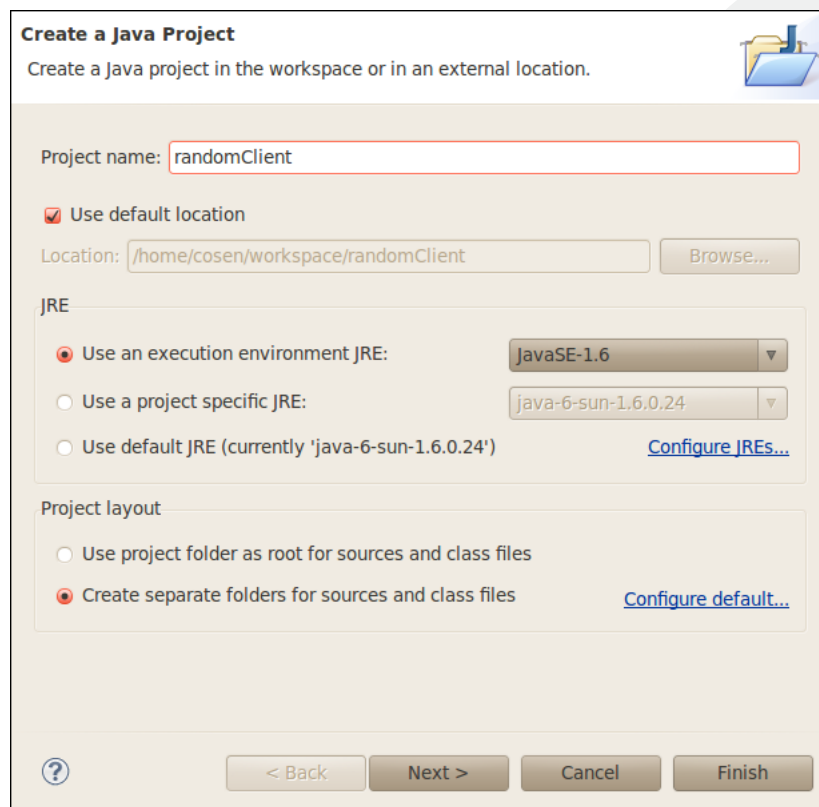 Create a Java Project
Create a Java project in the workspace or in an external location.
Project name: randomClient
Use default location
Location: /home/cosen/workspace/randomClient Browse...
JRE
Use an execution environment JRE: JavaSE-1.6
Use a project specific JRE: java-6-sun-1.6.0.24
Use default JRE (currently 'java-6-sun-1.6.0.24') Configure JREs...
Project layout
Use project folder as root for sources and class files
Create separate folders for sources and class files Configure default...
? < Back Next > Cancel Finish